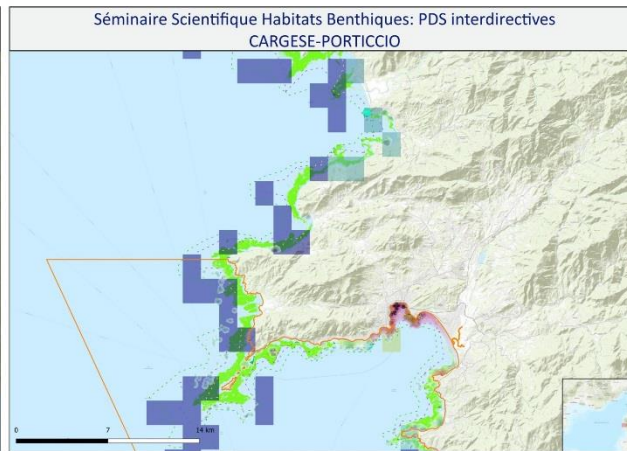 Séminaire Scientifique Habitats Benthiques: PDS interdirectives
CARGESE-PORTICCIO
0 7 14 km